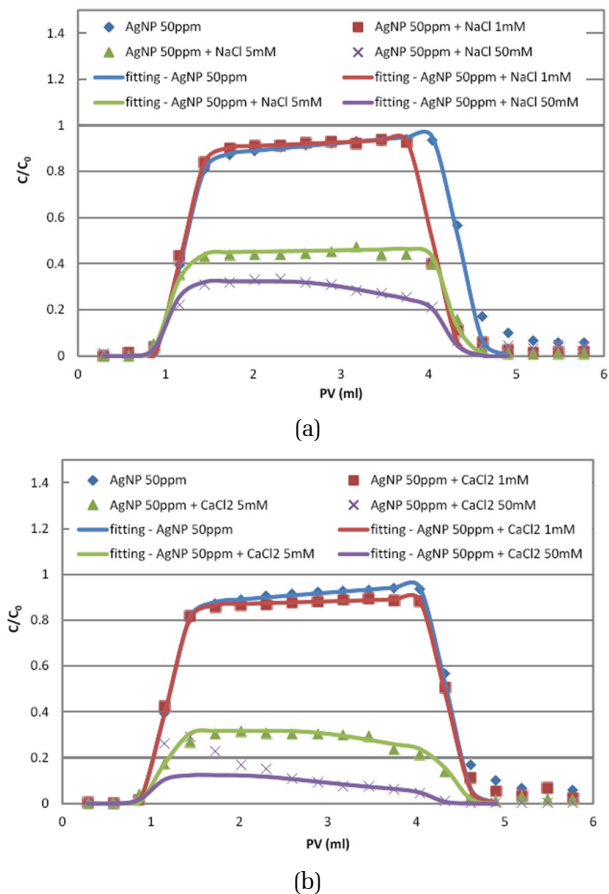 1.4
1.2
1
0.8
0.6
0.4
0.2
0
C/C₀
AgNP 50ppm
AgNP 50ppm + NaCl 1mM
AgNP 50ppm + NaCl 5mM
AgNP 50ppm + NaCl 50mM
fitting - AgNP 50ppm
fitting - AgNP 50ppm + NaCl 1mM
fitting - AgNP 50ppm + NaCl 5mM
fitting - AgNP 50ppm + NaCl 50mM
0 1 2 3 4 5 6
PV (ml)
(a)
1.4
1.2
1
0.8
0.6
0.4
0.2
0
C/C₀
AgNP 50ppm
AgNP 50ppm + CaCl2 1mM
AgNP 50ppm + CaCl2 5mM
AgNP 50ppm + CaCl2 50mM
fitting - AgNP 50ppm
fitting - AgNP 50ppm + CaCl2 1mM
fitting - AgNP 50ppm + CaCl2 5mM
fitting - AgNP 50ppm + CaCl2 50mM
0 1 2 3 4 5 6
PV (ml)
(b)